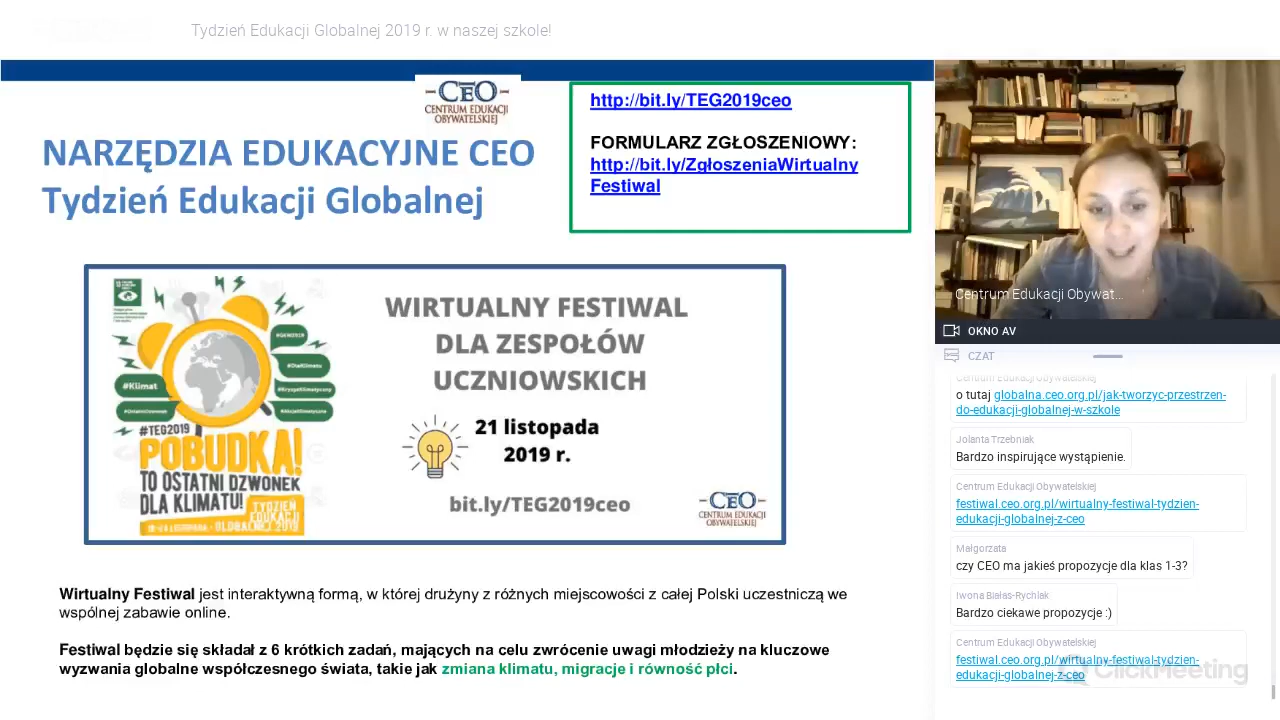 Tydzień Edukacji Globalnej 2019 r. w naszej szkole!
CEO
CENTRUM EDUKACJI
OBYWATELSKIEJ
NARZĘDZIA EDUKACYJNE CEO
Tydzień Edukacji Globalnej
http://bit.ly/TEG2019ceo
FORMULARZ ZGŁOSZENIOWY:
http://bit.ly/ZgłoszeniaWirtualny
Festiwal
#Klimat
#TEG2019
POBUDKA!
TO OSTATNI DZWONEK
DLA KLIMATU!
TYDZIEŃ
EDUKACJI
GLOBALNEJ 2019
WIRTUALNY FESTIWAL
DLA ZESPOŁÓW
UCZNIOWSKICH
21 listopada
2019 r.
bit.ly/TEG2019ceo
CEO
CENTRUM EDUKACJI
OBYWATELSKIEJ
Wirtualny Festiwal jest interaktywną formą, w której drużyny z różnych miejscowości z całej Polski uczestniczą we
wspólnej zabawie online.
Festiwal będzie się składał z 6 krótkich zadań, mających na celu zwrócenie uwagi młodzieży na kluczowe
wyzwania globalne współczesnego świata, takie jak zmiana klimatu, migracje i równość płci.
Centrum Edukacji Obywat...
OKNO AV
CZAT
Centrum Edukacji Obywatelskiej
o tutaj globalna.ceo.org.pl/jak-tworzyc-przestrzen-
do-edukacji-globalnej-w-szkole
Jolanta Trzebniak
Bardzo inspirujące wystąpienie.
Centrum Edukacji Obywatelskiej
festiwal.ceo.org.pl/wirtualny-festiwal-tydzien-
edukacji-globalnej-z-ceo
Małgorzata
czy CEO ma jakieś propozycje dla klas 1-3?
Iwona Białas-Rychlak
Bardzo ciekawe propozycje :)
Centrum Edukacji Obywatelskiej
festiwal.ceo.org.pl/wirtualny-festiwal-tydzien-
edukacji-globalnej-z-ceo
ClickMeeting